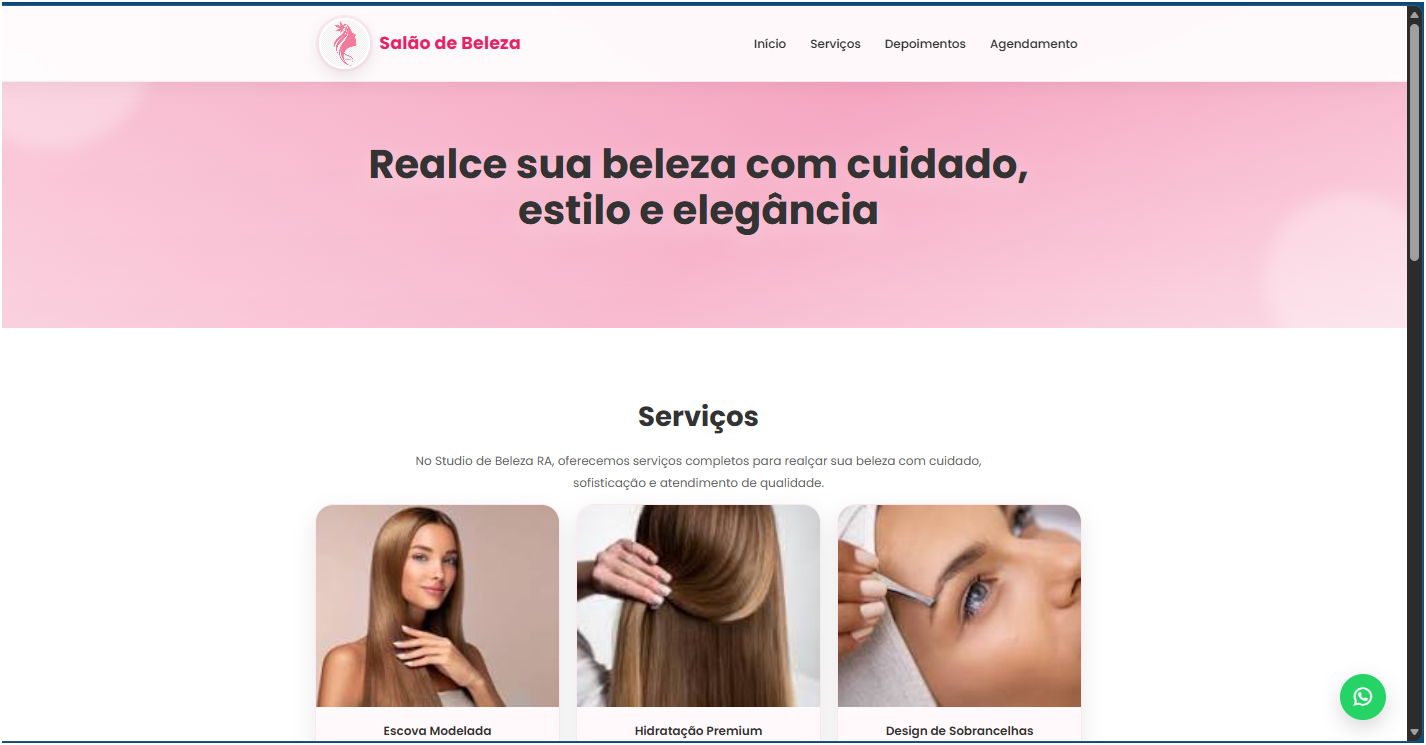 Salão de Beleza
Início Serviços Depoimentos Agendamento
Realce sua beleza com cuidado,
estilo e elegância
Serviços
No Studio de Beleza RA, oferecemos serviços completos para realçar sua beleza com cuidado,
sofisticação e atendimento de qualidade.
Escova Modelada
Hidratação Premium
Design de Sobrancelhas